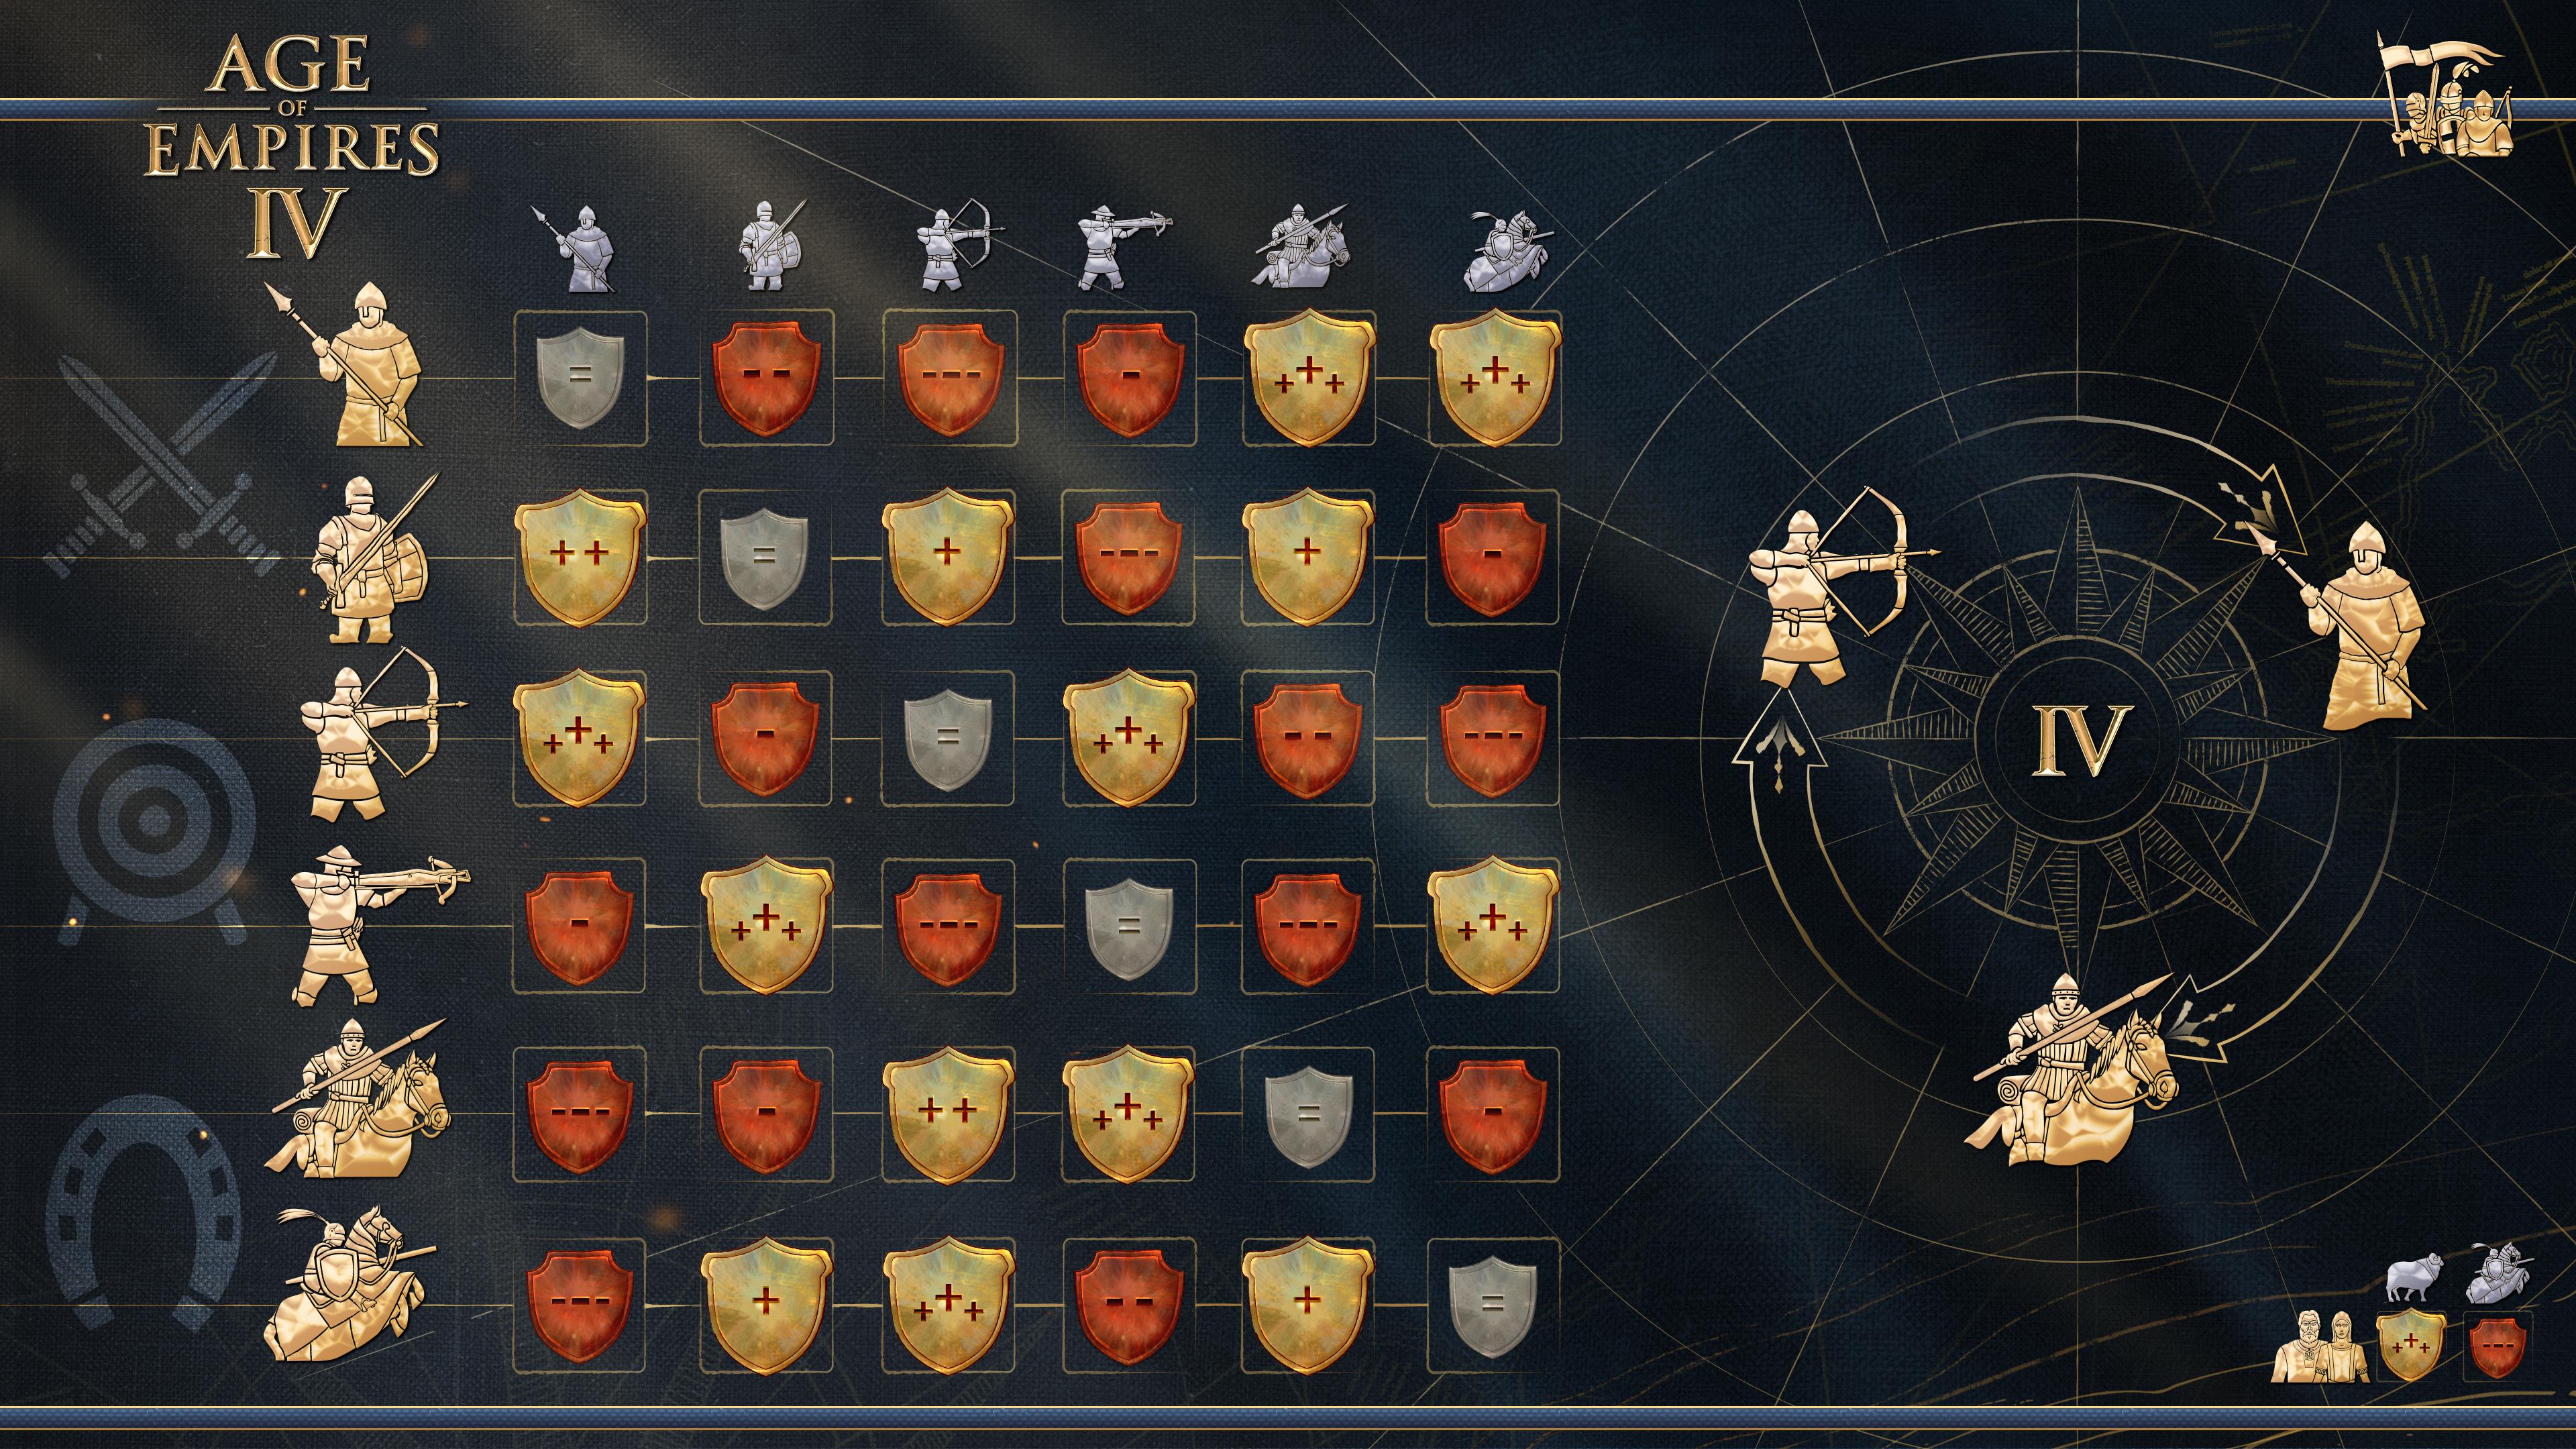 AGE
OF
EMPIRES
IV
= -- --- - +++ +++
++ = + --- + -
+++ - = +++ -- ---
- +++ --- = --- +++
--- - ++ +++ = -
--- + +++ -- + =
IV
+++ ---